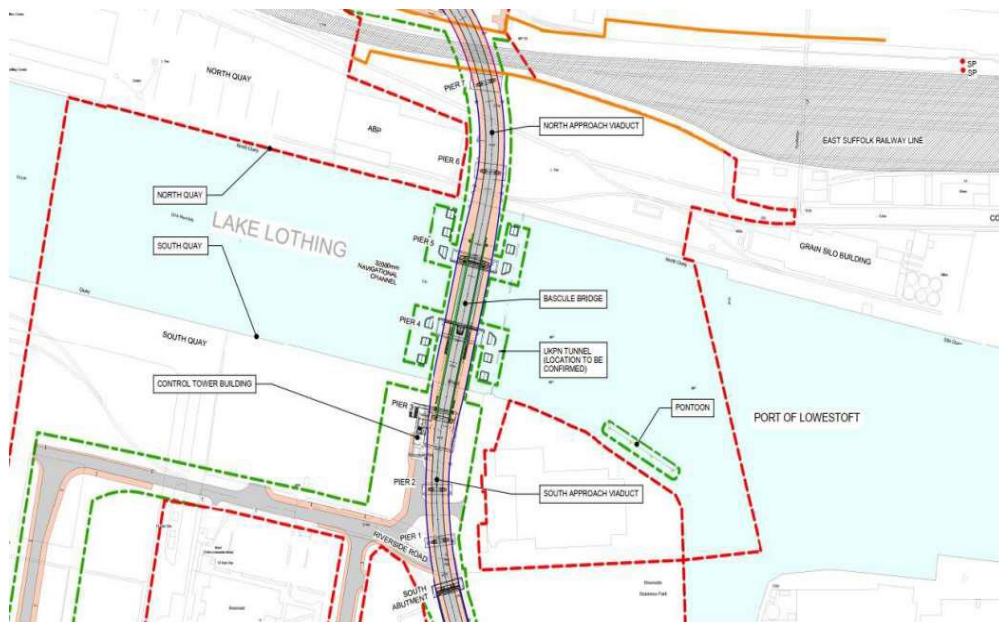 NORTH QUAY
PIER 7
SP
SP
NORTH APPROACH VIADUCT
ABP
EAST SUFFOLK RAILWAY LINE
PIER 6
NORTH QUAY
LAKE LOTHING
PIER 5
GRAIN SILO BUILDING
CO
SOUTH QUAY
NAVIGATIONAL
CHANNEL
BASCULE BRIDGE
PIER 4
SOUTH QUAY
UKPN TUNNEL
(LOCATION TO BE
CONFIRMED)
CONTROL TOWER BUILDING
PIER 3
PONTOON
PORT OF LOWESTOFT
PIER 2
SOUTH APPROACH VIADUCT
PIER 1
RIVERSIDE ROAD
SOUTH
ABUTMENT